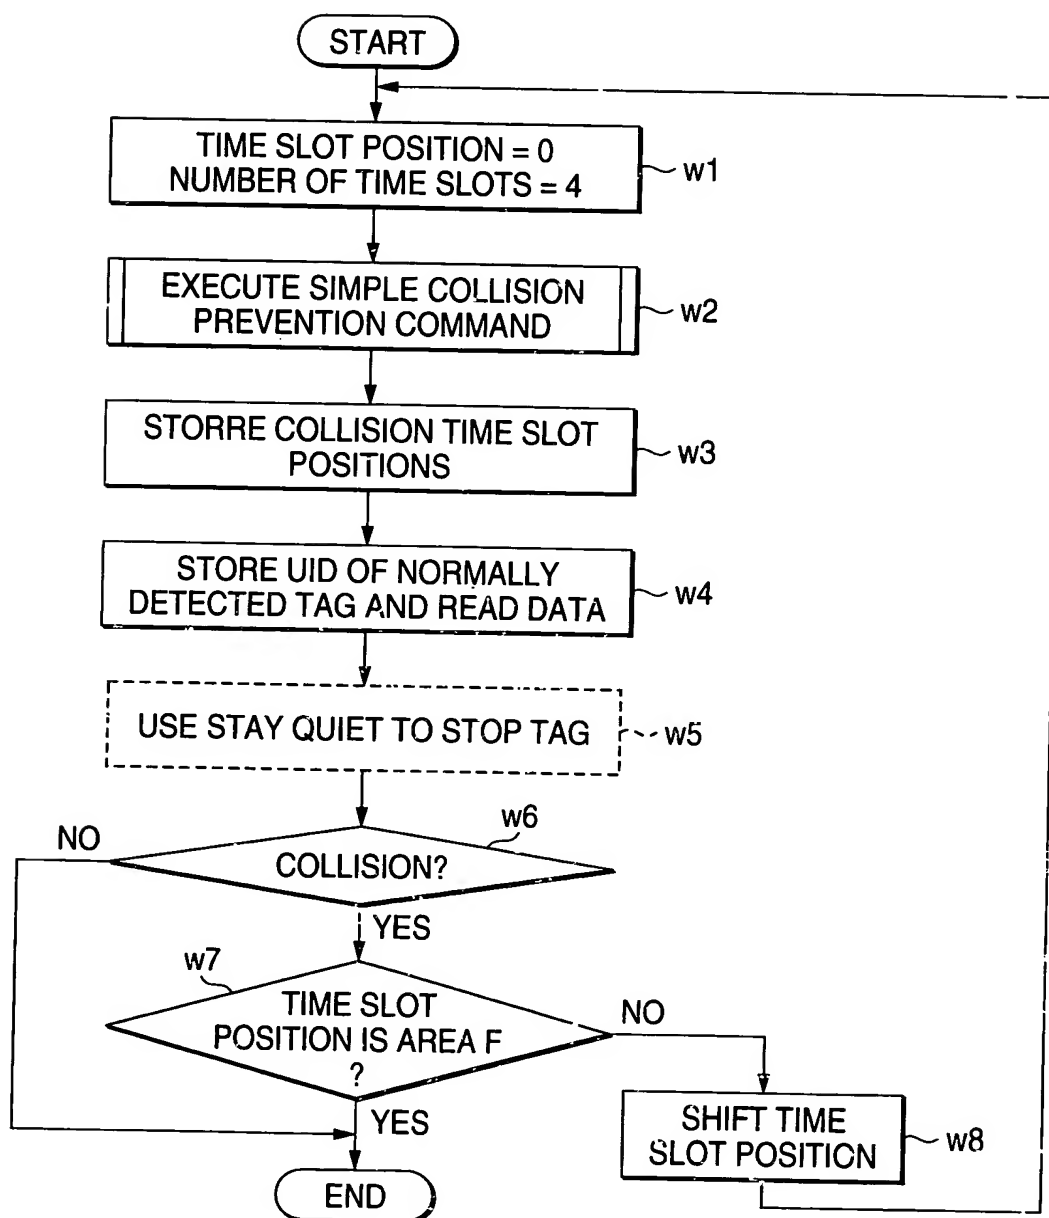 START
TIME SLOT POSITION = 0
NUMBER OF TIME SLOTS = 4
w1
EXECUTE SIMPLE COLLISION
PREVENTION COMMAND
w2
STORRE COLLISION TIME SLOT
POSITIONS
w3
STORE UID OF NORMALLY
DETECTED TAG AND READ DATA
w4
USE STAY QUIET TO STOP TAG
w5
w6
NO
COLLISION?
YES
w7
TIME SLOT
POSITION IS AREA F
?
NO
YES
SHIFT TIME
SLOT POSITION
w8
END